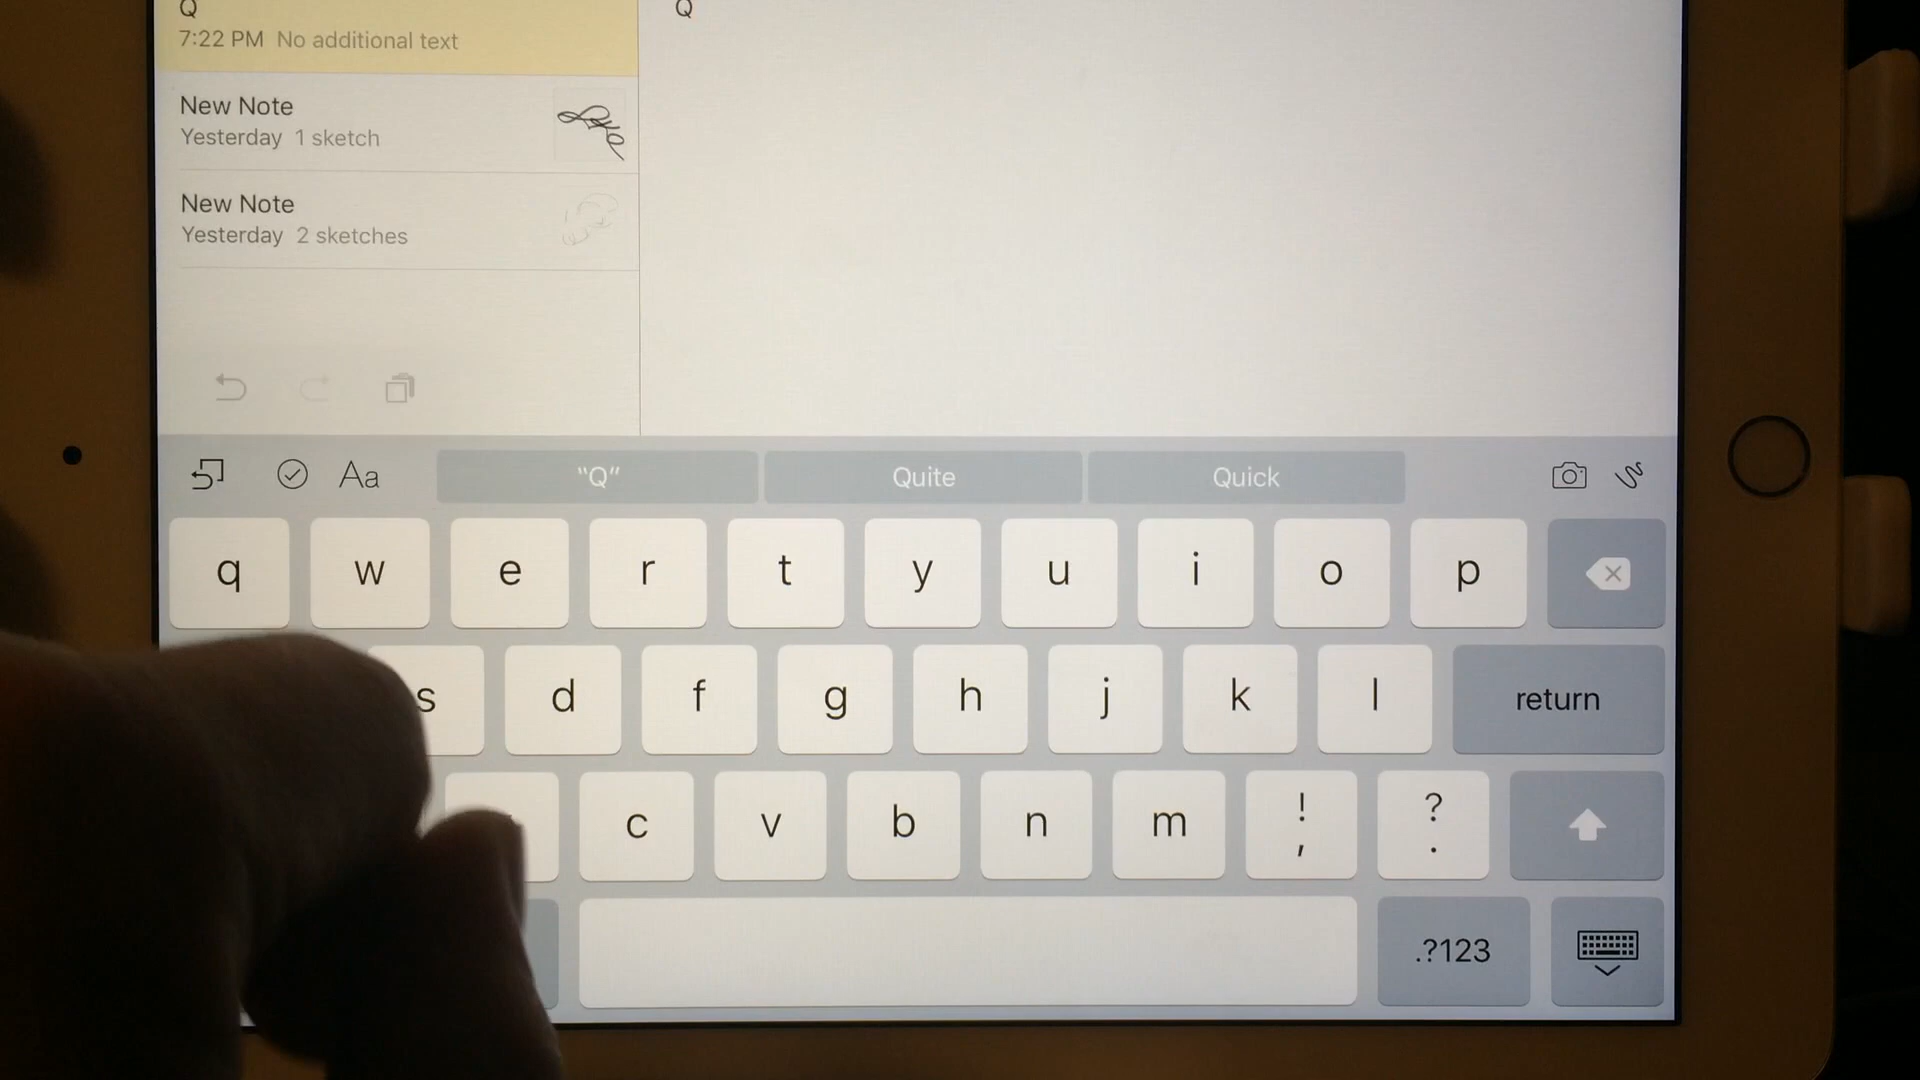 Q
7:22 PM No additional text
New Note
Yesterday 1 sketch
New Note
Yesterday 2 sketches
Q
Aa "Q" Quite Quick
q w e r t y u i o p
s d f g h j k l return
c v b n m ! , ? .
.?123